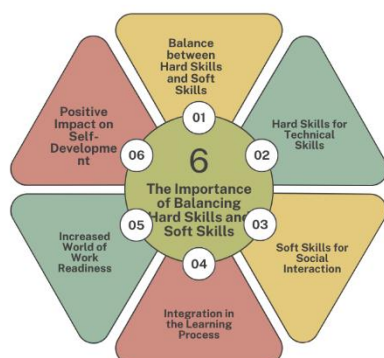 Balance
between
Hard Skills
and Soft
Skills
01
Hard Skills for
Technical
Skills
02
Soft Skills for
Social
Interaction
03
Integration in
the Learning
Process
04
Increased World of
Work Readiness
05
Positive
Impact on
Self-
Developme
nt
06
6
The Importance
of Balancing
Hard Skills and
Soft Skills